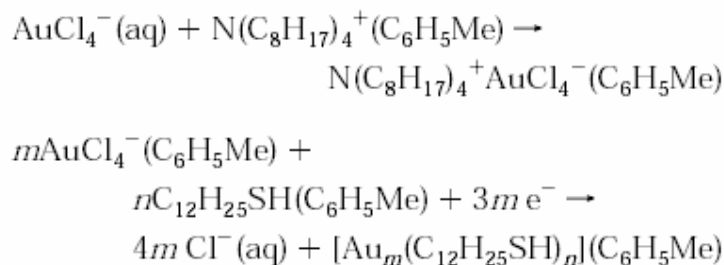 AuCl₄⁻(aq) + N(C₈H₁₇)₄⁺(C₆H₅Me) →
N(C₈H₁₇)₄⁺AuCl₄⁻(C₆H₅Me)
mAuCl₄⁻(C₆H₅Me) +
nC₁₂H₂₅SH(C₆H₅Me) + 3m e⁻ →
4m Cl⁻(aq) + [Auₘ(C₁₂H₂₅SH)ₙ](C₆H₅Me)